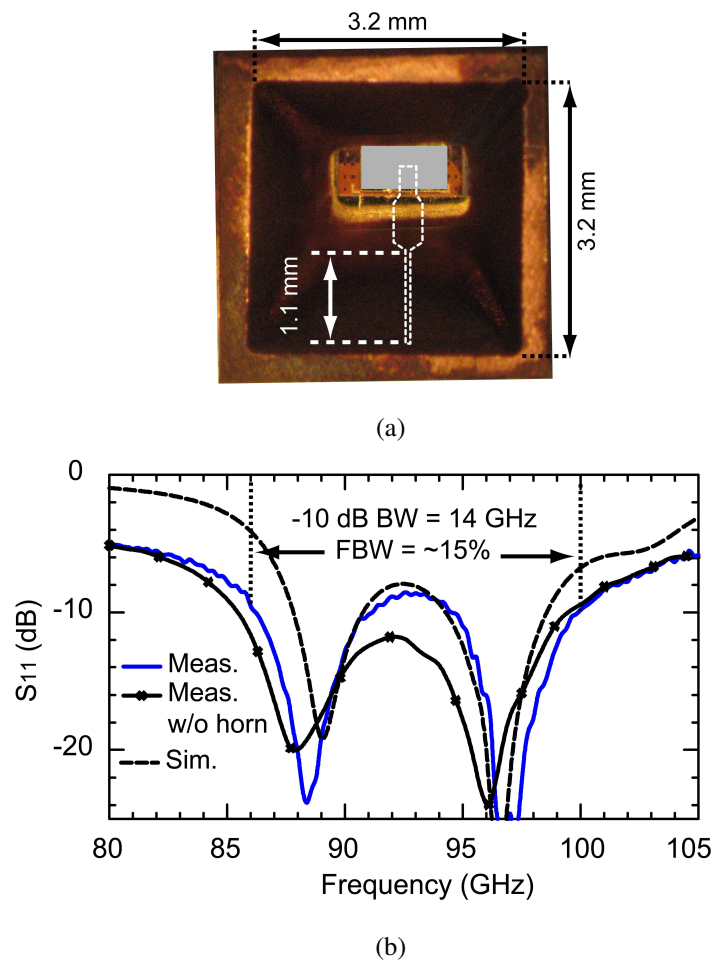 3.2 mm
3.2 mm
1.1 mm
(a)
0
-10
-20
S11 (dB)
-10 dB BW = 14 GHz
FBW = ~15%
Meas.
Meas.
w/o horn
Sim.
80 85 90 95 100 105
Frequency (GHz)
(b)